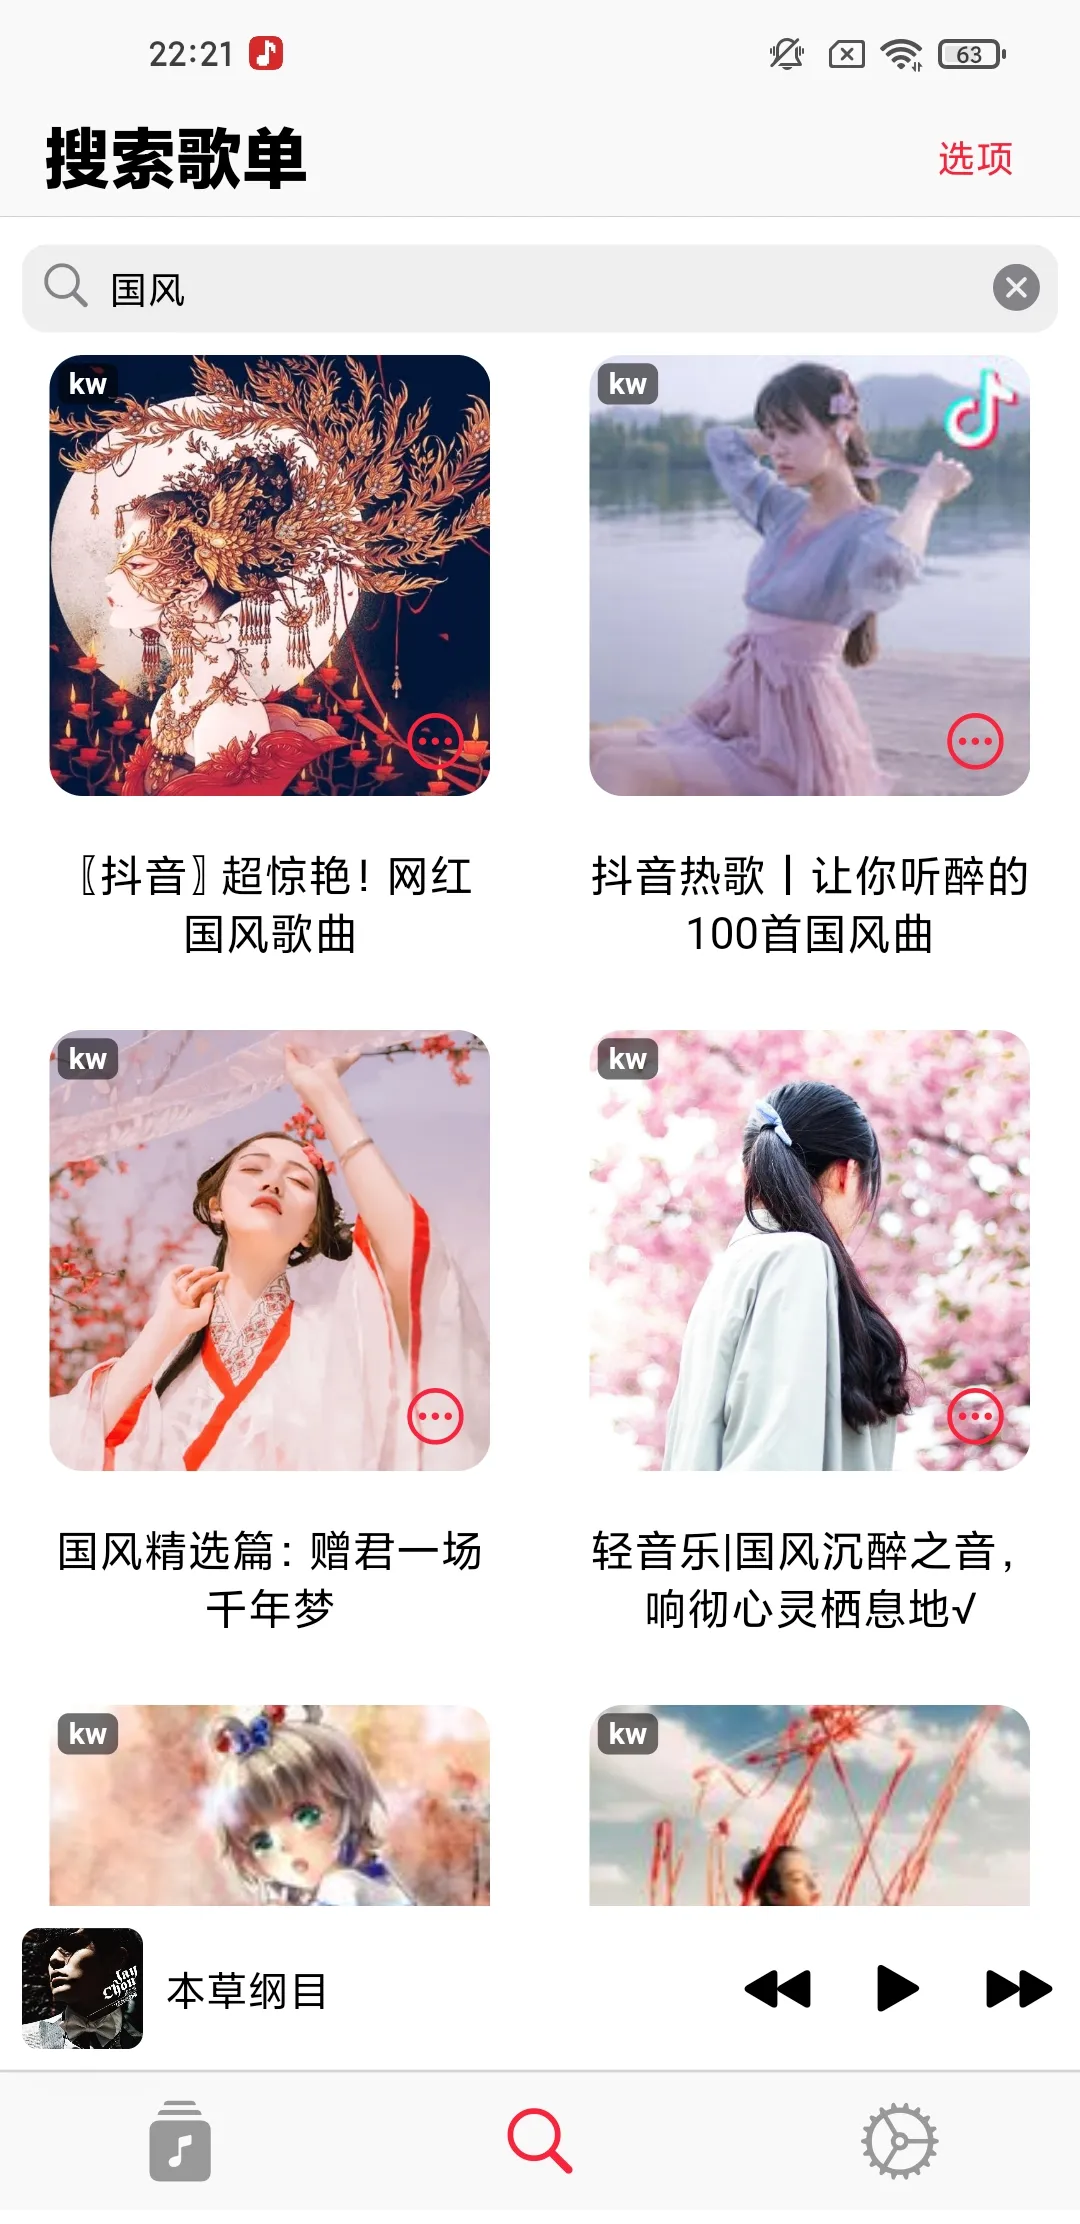 22:21
63
搜索歌单
选项
国风
kw
kw
〖抖音〗超惊艳！网红
国风歌曲
抖音热歌丨让你听醉的
100首国风曲
kw
kw
国风精选篇：赠君一场
千年梦
轻音乐|国风沉醉之音，
响彻心灵栖息地√
kw
kw
Jay
Chou
本草纲目